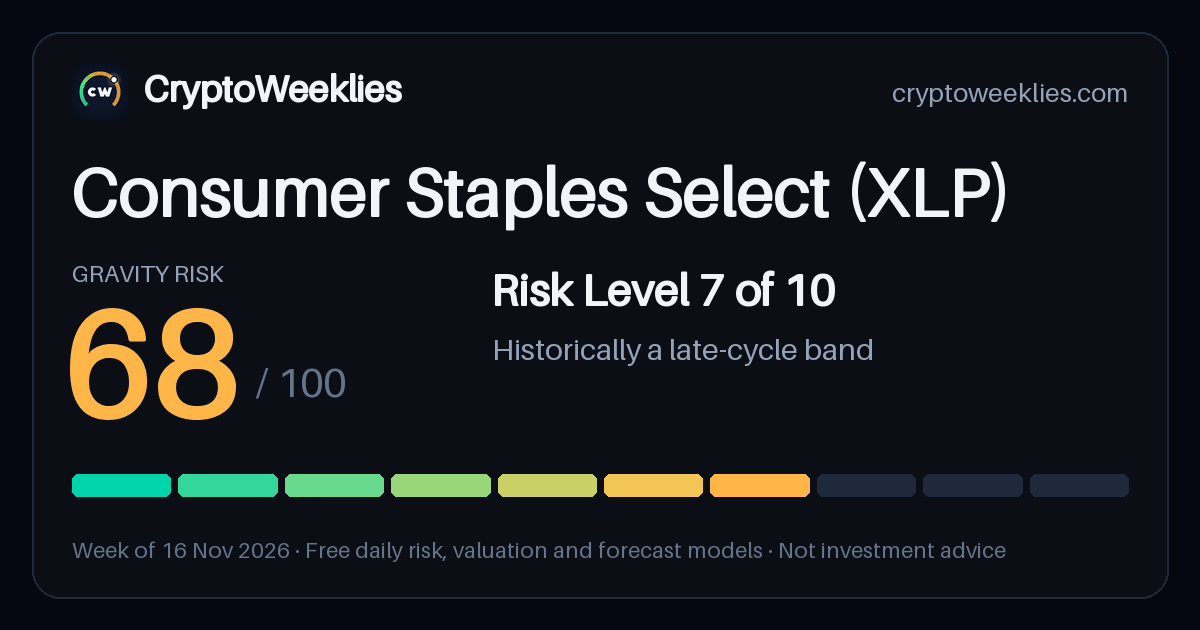 CW
CryptoWeeklies
cryptoweeklies.com
Consumer Staples Select (XLP)
GRAVITY RISK
68 / 100
Risk Level 7 of 10
Historically a late-cycle band
Week of 16 Nov 2026 · Free daily risk, valuation and forecast models · Not investment advice